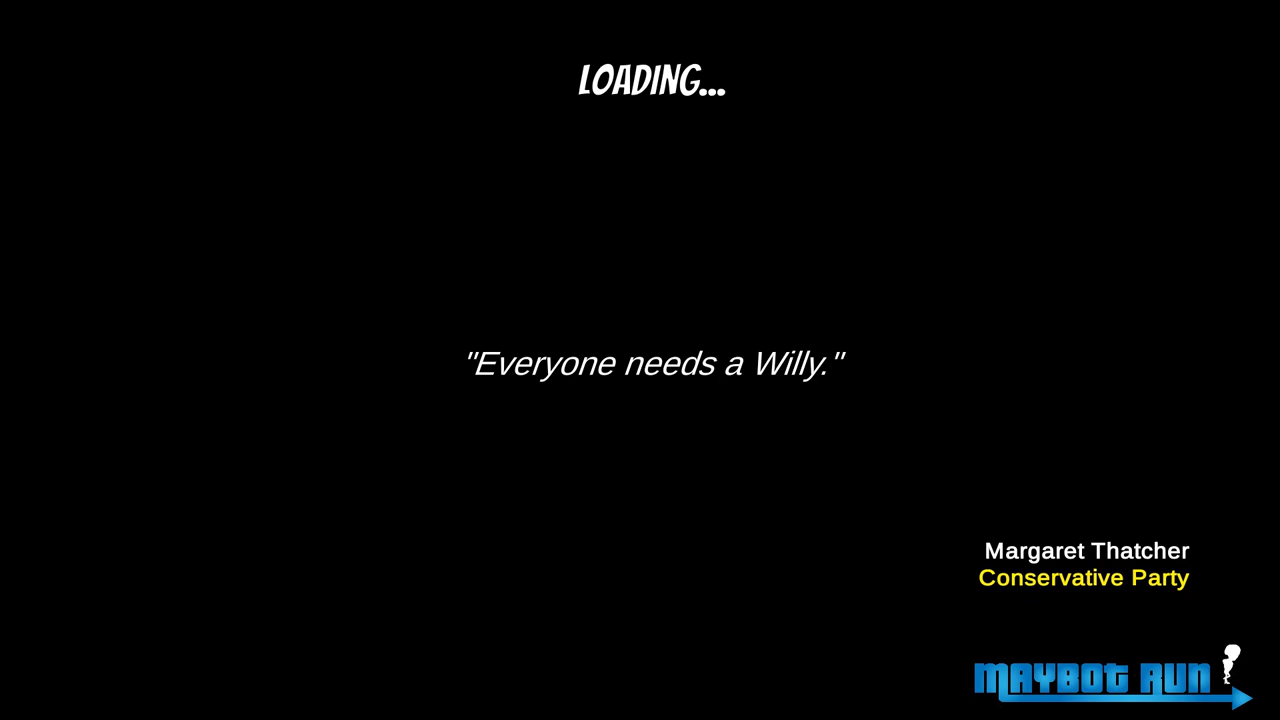 LOADING...
"Everyone needs a Willy."
Margaret Thatcher
Conservative Party
MAYBOT RUN